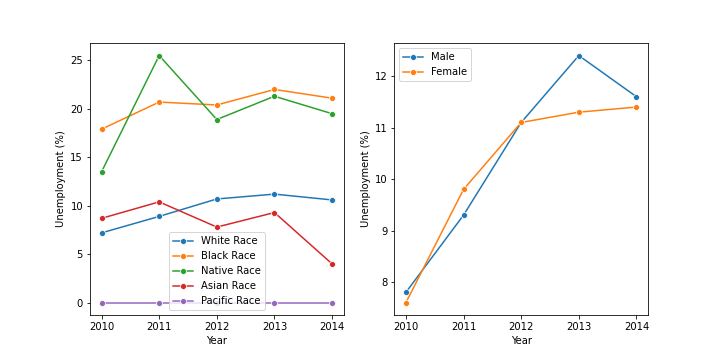 25
20
15
10
5
0
Unemployment (%)
2010 2011 2012 2013 2014
Year
White Race
Black Race
Native Race
Asian Race
Pacific Race
12
11
10
9
8
Unemployment (%)
2010 2011 2012 2013 2014
Year
Male
Female